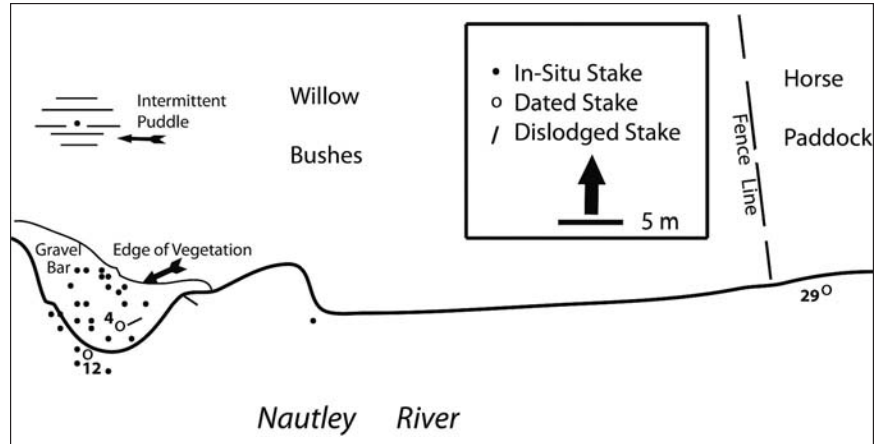 Intermittent
Puddle
Willow
Bushes
In-Situ Stake
Dated Stake
Dislodged Stake
5 m
Fence Line
Horse
Paddock
Gravel
Bar
Edge of Vegetation
4
12
29
Nautley River